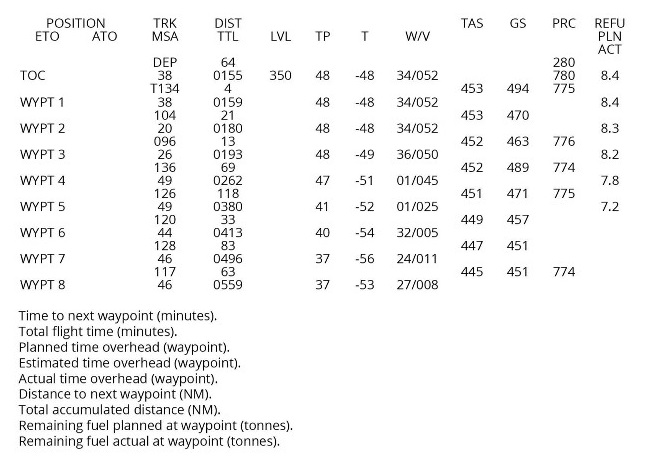 POSITION TRK DIST TAS GS PRC REFU
ETO ATO MSA TTL LVL TP T W/V PLN
ACT
DEP 64 280
TOC 38 0155 350 48 -48 34/052 780 8.4
T134 4 453 494 775
WYPT 1 38 0159 48 -48 34/052 8.4
104 21 453 470
WYPT 2 20 0180 48 -48 34/052 8.3
096 13 452 463 776
WYPT 3 26 0193 48 -49 36/050 8.2
136 69 452 489 774
WYPT 4 49 0262 47 -51 01/045 7.8
126 118 451 471 775
WYPT 5 49 0380 41 -52 01/025 7.2
120 33 449 457
WYPT 6 44 0413 40 -54 32/005
128 83 447 451
WYPT 7 46 0496 37 -56 24/011
117 63 445 451 774
WYPT 8 46 0559 37 -53 27/008
Time to next waypoint (minutes).
Total flight time (minutes).
Planned time overhead (waypoint).
Estimated time overhead (waypoint).
Actual time overhead (waypoint).
Distance to next waypoint (NM).
Total accumulated distance (NM).
Remaining fuel planned at waypoint (tonnes).
Remaining fuel actual at waypoint (tonnes).